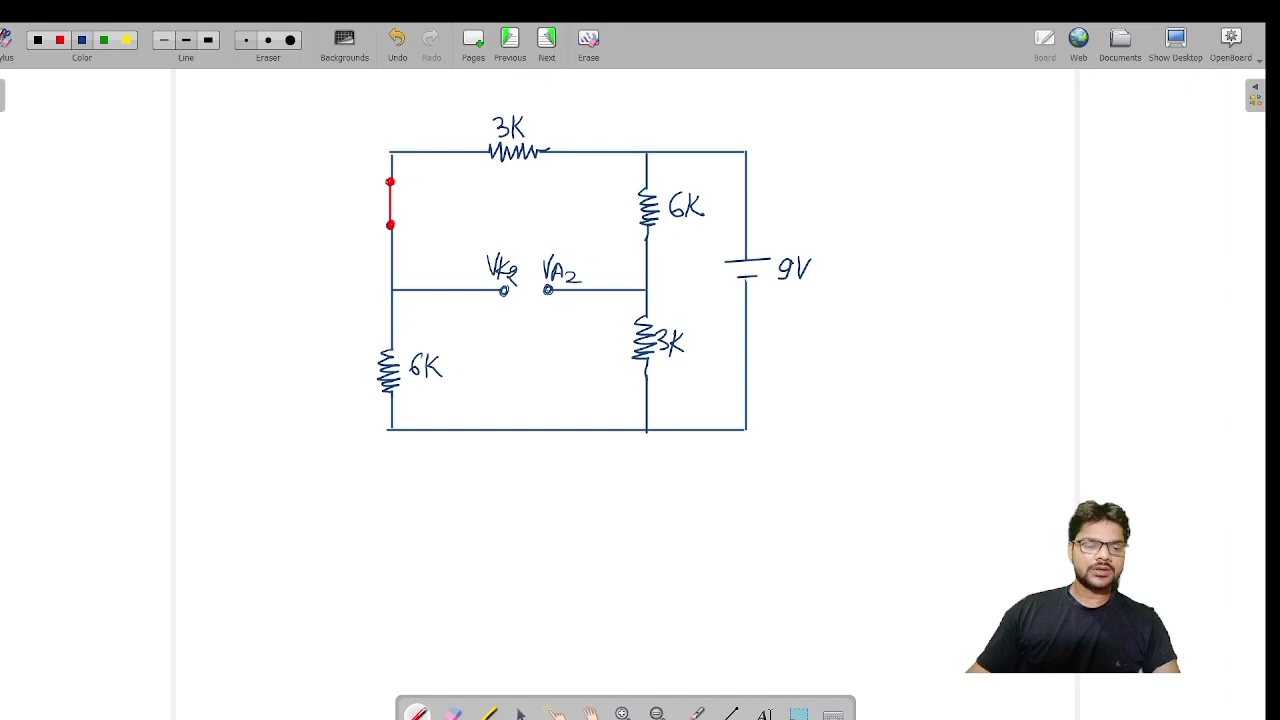 Color
Line
Eraser
Backgrounds
Undo
Redo
Pages
Previous
Next
Erase
Board
Web
Documents
Show Desktop
OpenBoard
3K
6K
VK2
VA2
9V
3K
6K